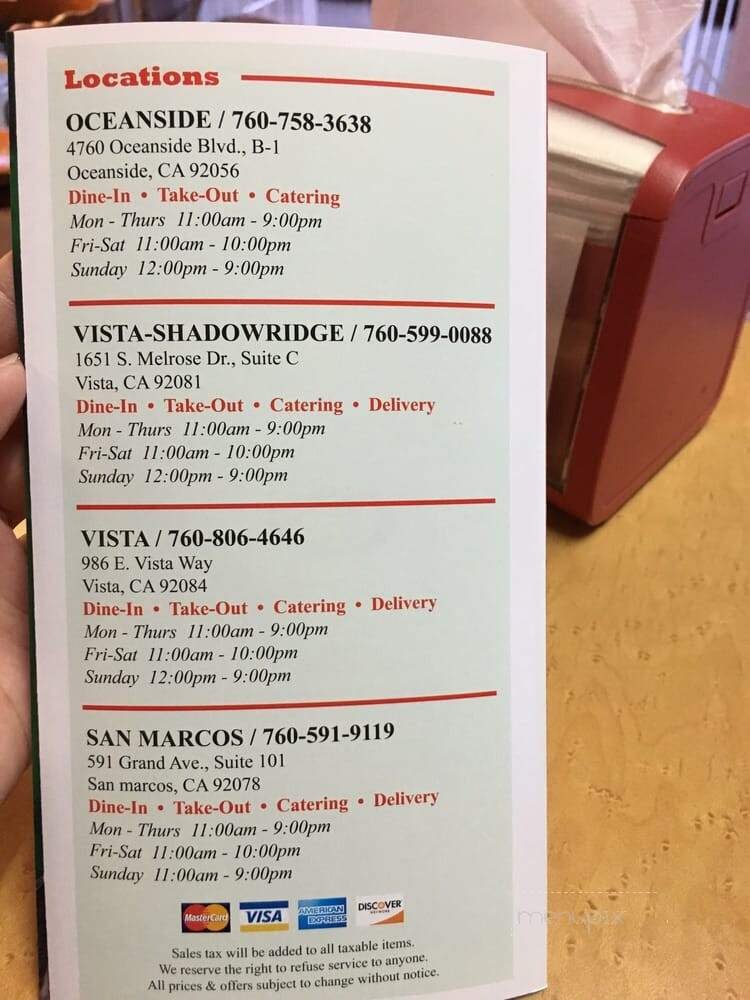 Locations
OCEANSIDE / 760-758-3638
4760 Oceanside Blvd., B-1
Oceanside, CA 92056
Dine-In • Take-Out • Catering
Mon - Thurs 11:00am - 9:00pm
Fri-Sat 11:00am - 10:00pm
Sunday 12:00pm - 9:00pm
VISTA-SHADOWRIDGE / 760-599-0088
1651 S. Melrose Dr., Suite C
Vista, CA 92081
Dine-In • Take-Out • Catering • Delivery
Mon - Thurs 11:00am - 9:00pm
Fri-Sat 11:00am - 10:00pm
Sunday 12:00pm - 9:00pm
VISTA / 760-806-4646
986 E. Vista Way
Vista, CA 92084
Dine-In • Take-Out • Catering • Delivery
Mon - Thurs 11:00am - 9:00pm
Fri-Sat 11:00am - 10:00pm
Sunday 12:00pm - 9:00pm
SAN MARCOS / 760-591-9119
591 Grand Ave., Suite 101
San marcos, CA 92078
Dine-In • Take-Out • Catering • Delivery
Mon - Thurs 11:00am - 9:00pm
Fri-Sat 11:00am - 10:00pm
Sunday 11:00am - 9:00pm
MasterCard VISA AMERICAN EXPRESS DISCOVER NETWORK
Sales tax will be added to all taxable items.
We reserve the right to refuse service to anyone.
All prices & offers subject to change without notice.
menupix